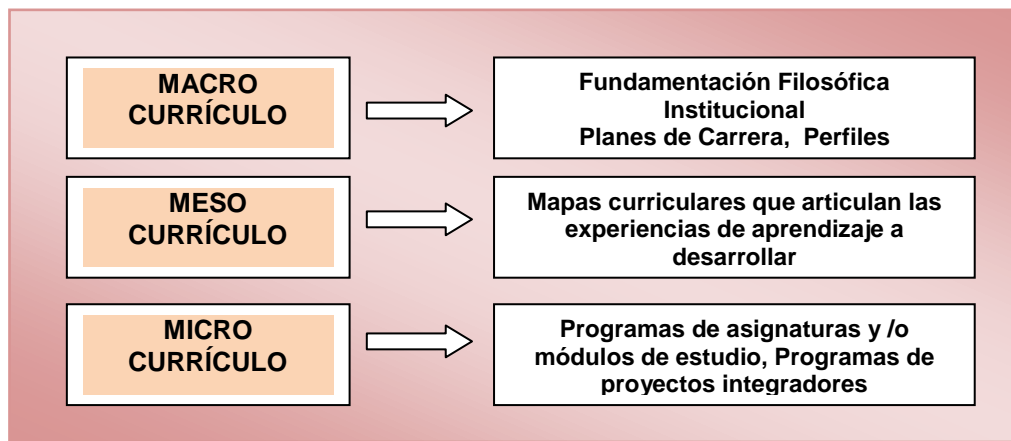 MACRO
CURRÍCULO
Fundamentación Filosófica
Institucional
Planes de Carrera, Perfiles
MESO
CURRÍCULO
Mapas curriculares que articulan las
experiencias de aprendizaje a
desarrollar
MICRO
CURRÍCULO
Programas de asignaturas y /o
módulos de estudio, Programas de
proyectos integradores